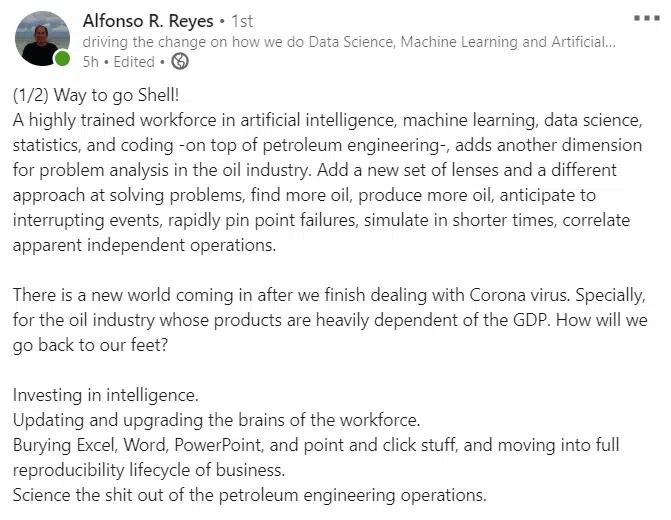 Alfonso R. Reyes • 1st
driving the change on how we do Data Science, Machine Learning and Artificial...
5h • Edited •
(1/2) Way to go Shell!
A highly trained workforce in artificial intelligence, machine learning, data science,
statistics, and coding -on top of petroleum engineering-, adds another dimension
for problem analysis in the oil industry. Add a new set of lenses and a different
approach at solving problems, find more oil, produce more oil, anticipate to
interrupting events, rapidly pin point failures, simulate in shorter times, correlate
apparent independent operations.
There is a new world coming in after we finish dealing with Corona virus. Specially,
for the oil industry whose products are heavily dependent of the GDP. How will we
go back to our feet?
Investing in intelligence.
Updating and upgrading the brains of the workforce.
Burying Excel, Word, PowerPoint, and point and click stuff, and moving into full
reproducibility lifecycle of business.
Science the shit out of the petroleum engineering operations.